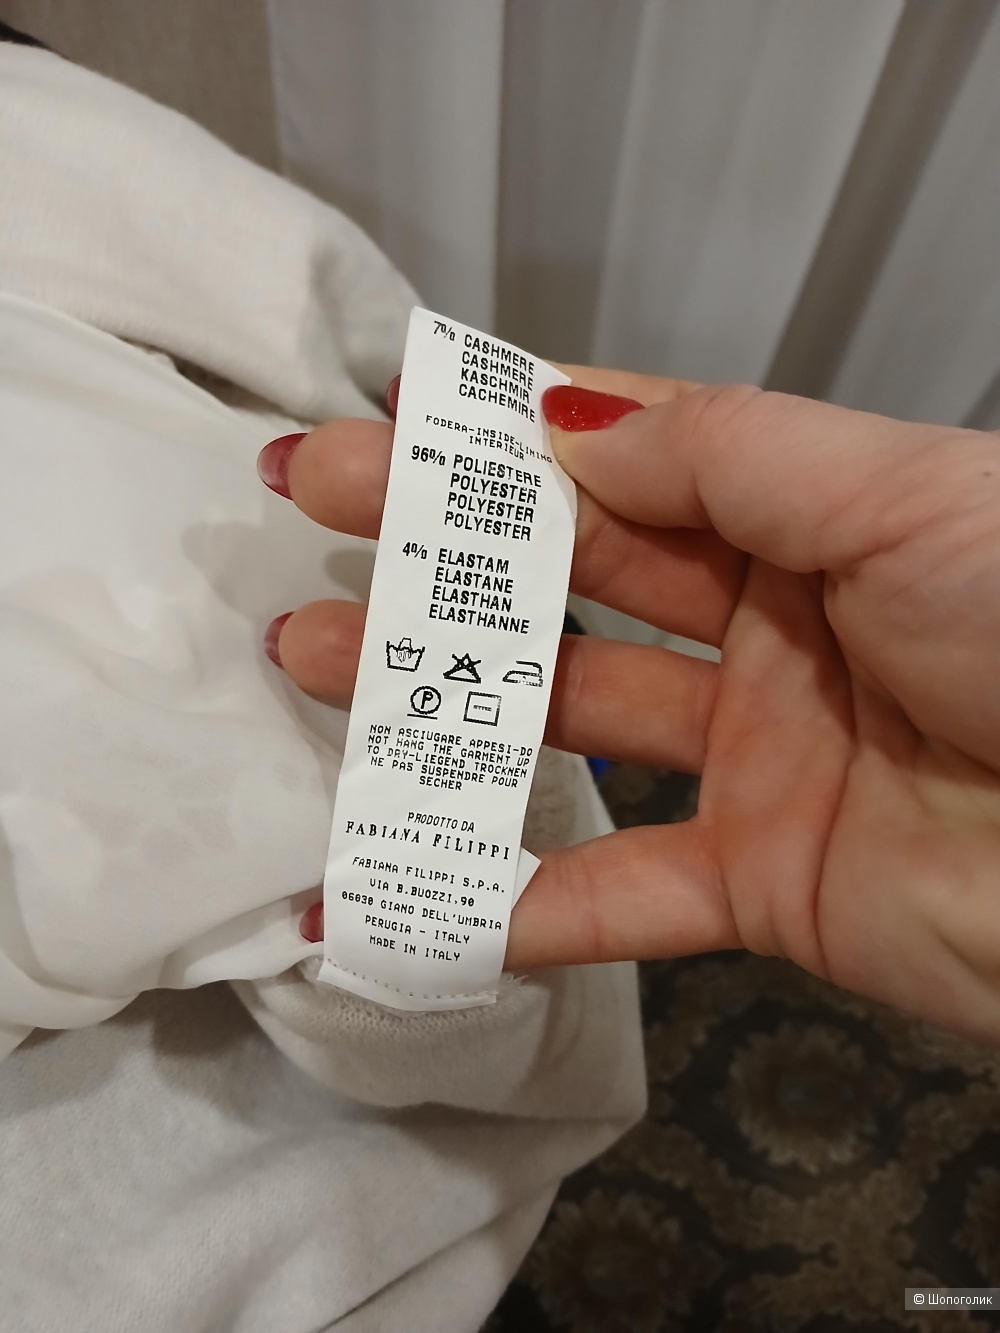 7% CASHMERE
CASHMERE
KASCHMIR
CACHEMIRE
FODERA-INSIDE-LINING
INTERIEUR
96% POLIESTERE
POLYESTER
POLYESTER
POLYESTER
4% ELASTAM
ELASTANE
ELASTHAN
ELASTHANNE
P
NON ASCIUGARE APPESI-DO
NOT HANG THE GARMENT UP
TO DRY-LIEGEND TROCKNEN
NE PAS SUSPENDRE POUR
SECHER
PRODOTTO DA
FABIANA FILIPPI
FABIANA FILIPPI S.P.A.
VIA B.BUOZZI,90
06030 GIANO DELL'UMBRIA
PERUGIA - ITALY
MADE IN ITALY
© Шопоголик